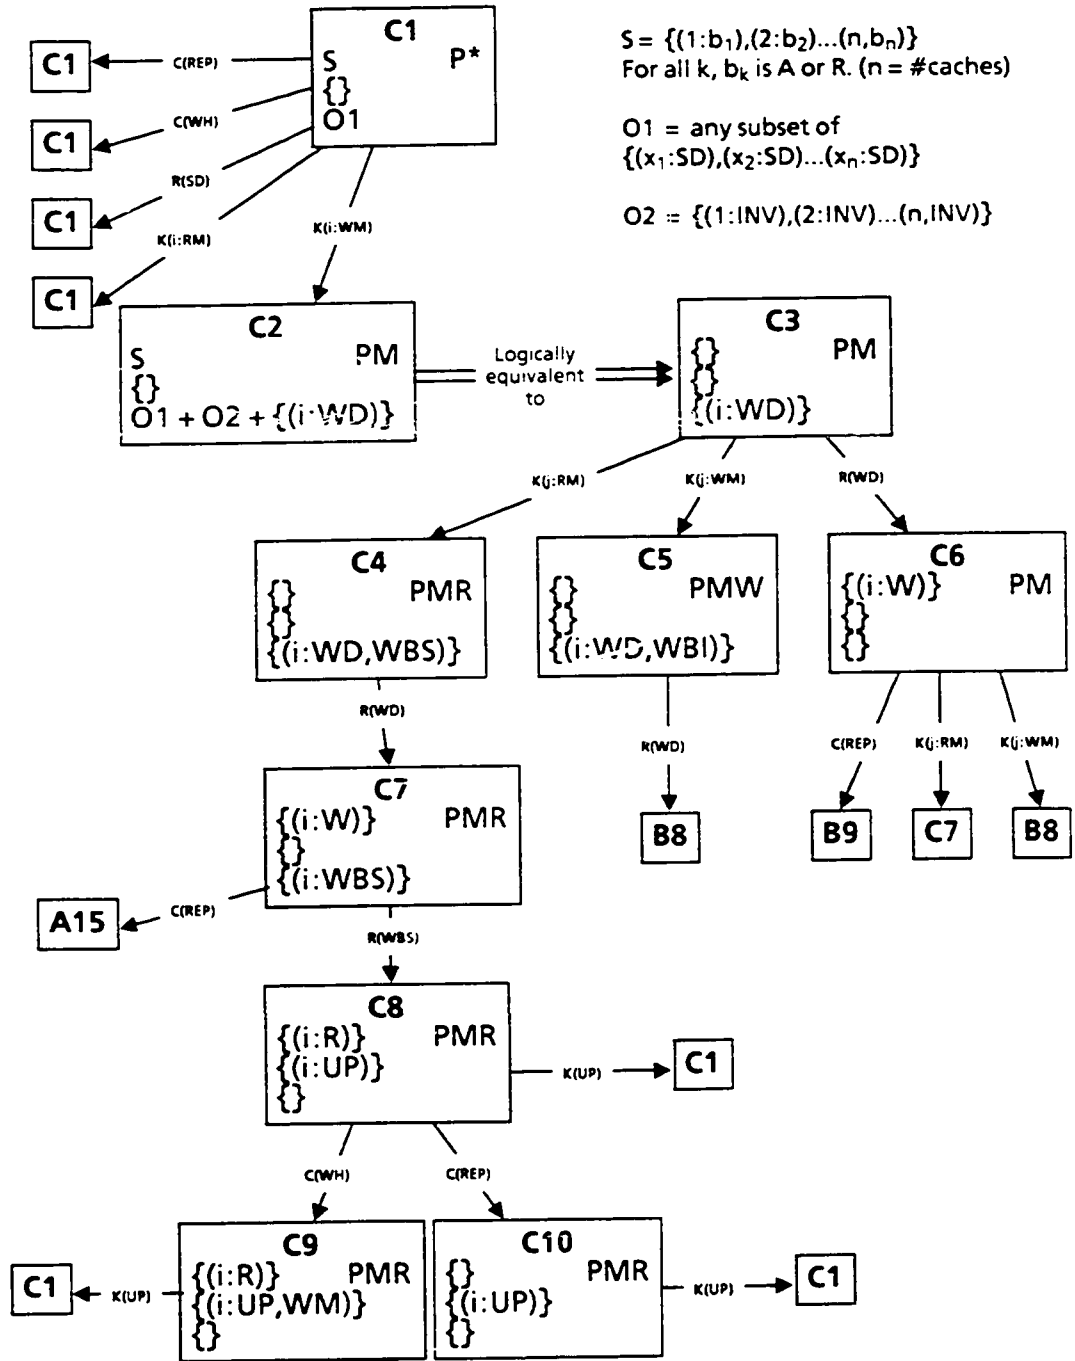 C1
S P*
{}
O1
S = {(1:b₁),(2:b₂)...(n,bₙ)}
For all k, bₖ is A or R. (n = #caches)
O1 = any subset of
{(x₁:SD),(x₂:SD)...(xₙ:SD)}
O2 = {(1:INV),(2:INV)...(n,INV)}
C1
C(REP)
C1
C(WH)
C1
R(SD)
C1
K(i:RM)
K(i:WM)
C2
S PM
{}
O1 + O2 + {(i:WD)}
Logically
equivalent
to
C3
{} PM
{}
{(i:WD)}
K(j:RM)
K(j:WM)
R(WD)
C4
{} PMR
{}
{(i:WD,WBS)}
C5
{} PMW
{}
{(i:WD,WBI)}
C6
{(i:W)} PM
{}
{}
R(WD)
R(WD)
C(REP)
K(j:RM)
K(j:WM)
C7
{(i:W)} PMR
{}
{(i:WBS)}
B8
B9
C7
B8
A15
C(REP)
R(WBS)
C8
{(i:R)} PMR
{(i:UP)}
{}
K(UP)
C1
C(WH)
C(REP)
C9
{(i:R)} PMR
{(i:UP,WM)}
{}
C10
{} PMR
{(i:UP)}
{}
C1
K(UP)
K(UP)
C1